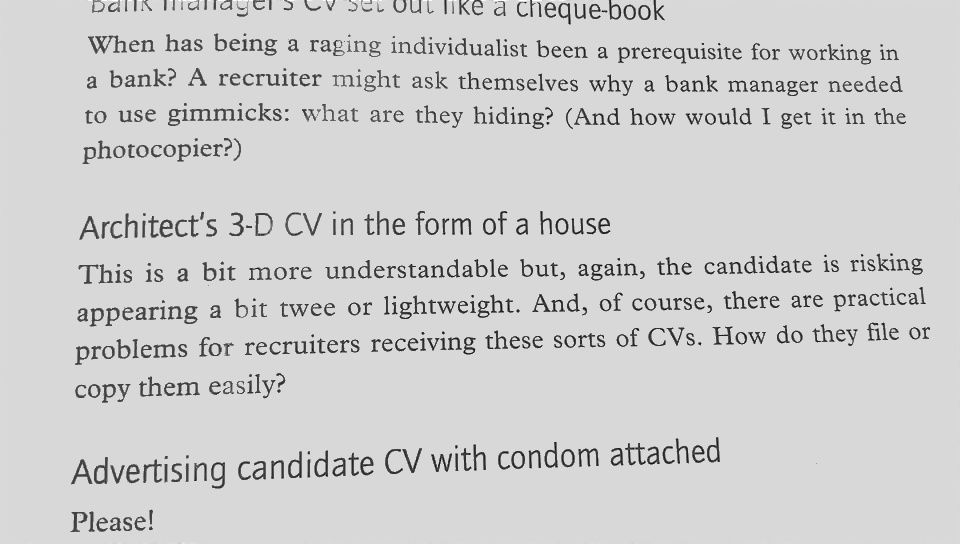 Bank manager's CV set out like a cheque-book
When has being a raging individualist been a prerequisite for working in
a bank? A recruiter might ask themselves why a bank manager needed
to use gimmicks: what are they hiding? (And how would I get it in the
photocopier?)
Architect's 3-D CV in the form of a house
This is a bit more understandable but, again, the candidate is risking
appearing a bit twee or lightweight. And, of course, there are practical
problems for recruiters receiving these sorts of CVs. How do they file or
copy them easily?
Advertising candidate CV with condom attached
Please!